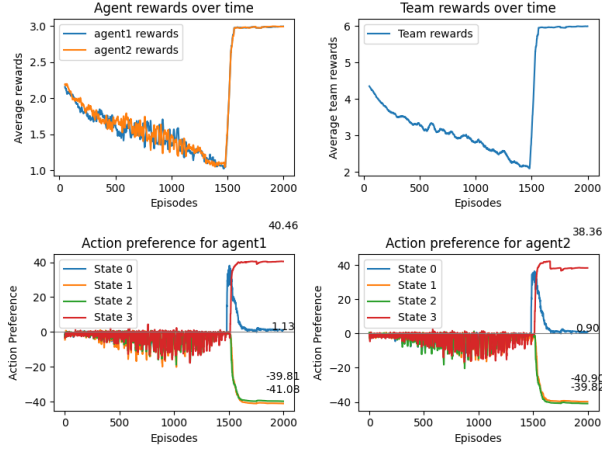 Agent rewards over time
3.0
2.5
2.0
1.5
1.0
Average rewards
agent1 rewards
agent2 rewards
0
500
1000
1500
2000
Episodes
Team rewards over time
6
5
4
3
2
Average team rewards
Team rewards
0
500
1000
1500
2000
Episodes
Action preference for agent1
40.46
40
20
0
−20
−40
Action Preference
State 0
State 1
State 2
State 3
1.13
-39.81
-41.08
0
500
1000
1500
2000
Episodes
Action preference for agent2
38.36
40
20
0
−20
−40
Action Preference
State 0
State 1
State 2
State 3
0.90
-40.90
-39.82
0
500
1000
1500
2000
Episodes